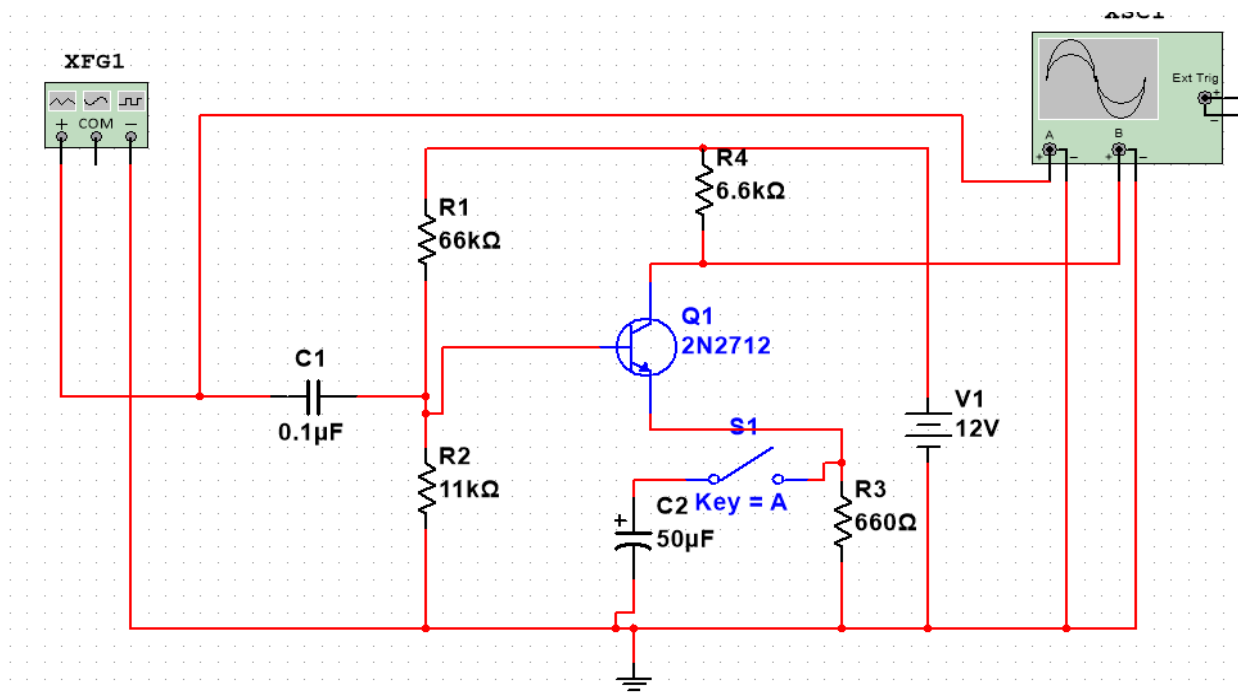 XSC1
XFG1
Ext Trig
+
+ COM −
A
B
+ − + −
−
R4
6.6kΩ
R1
66kΩ
Q1
2N2712
C1
0.1µF
V1
12V
S1
R2
11kΩ
Key = A
R3
660Ω
C2
+
50µF